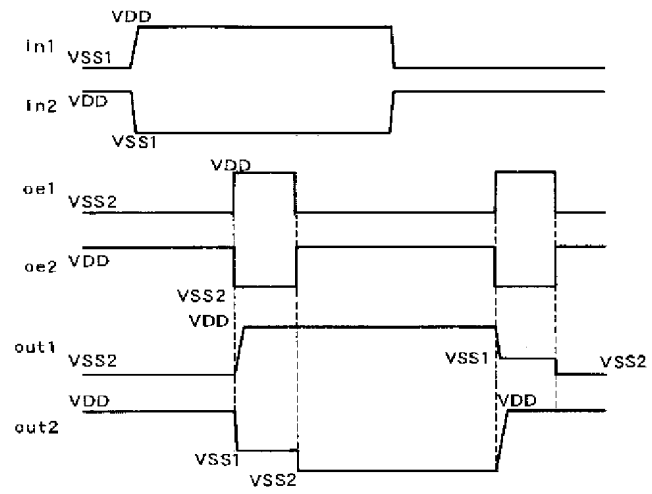 VDD
in1
VSS1
in2 VDD
VSS1
VDD
oe1
VSS2
oe2 VDD
VSS2
VDD
out1
VSS2 VSS1 VSS2
VDD VDD
out2
VSS1
VSS2